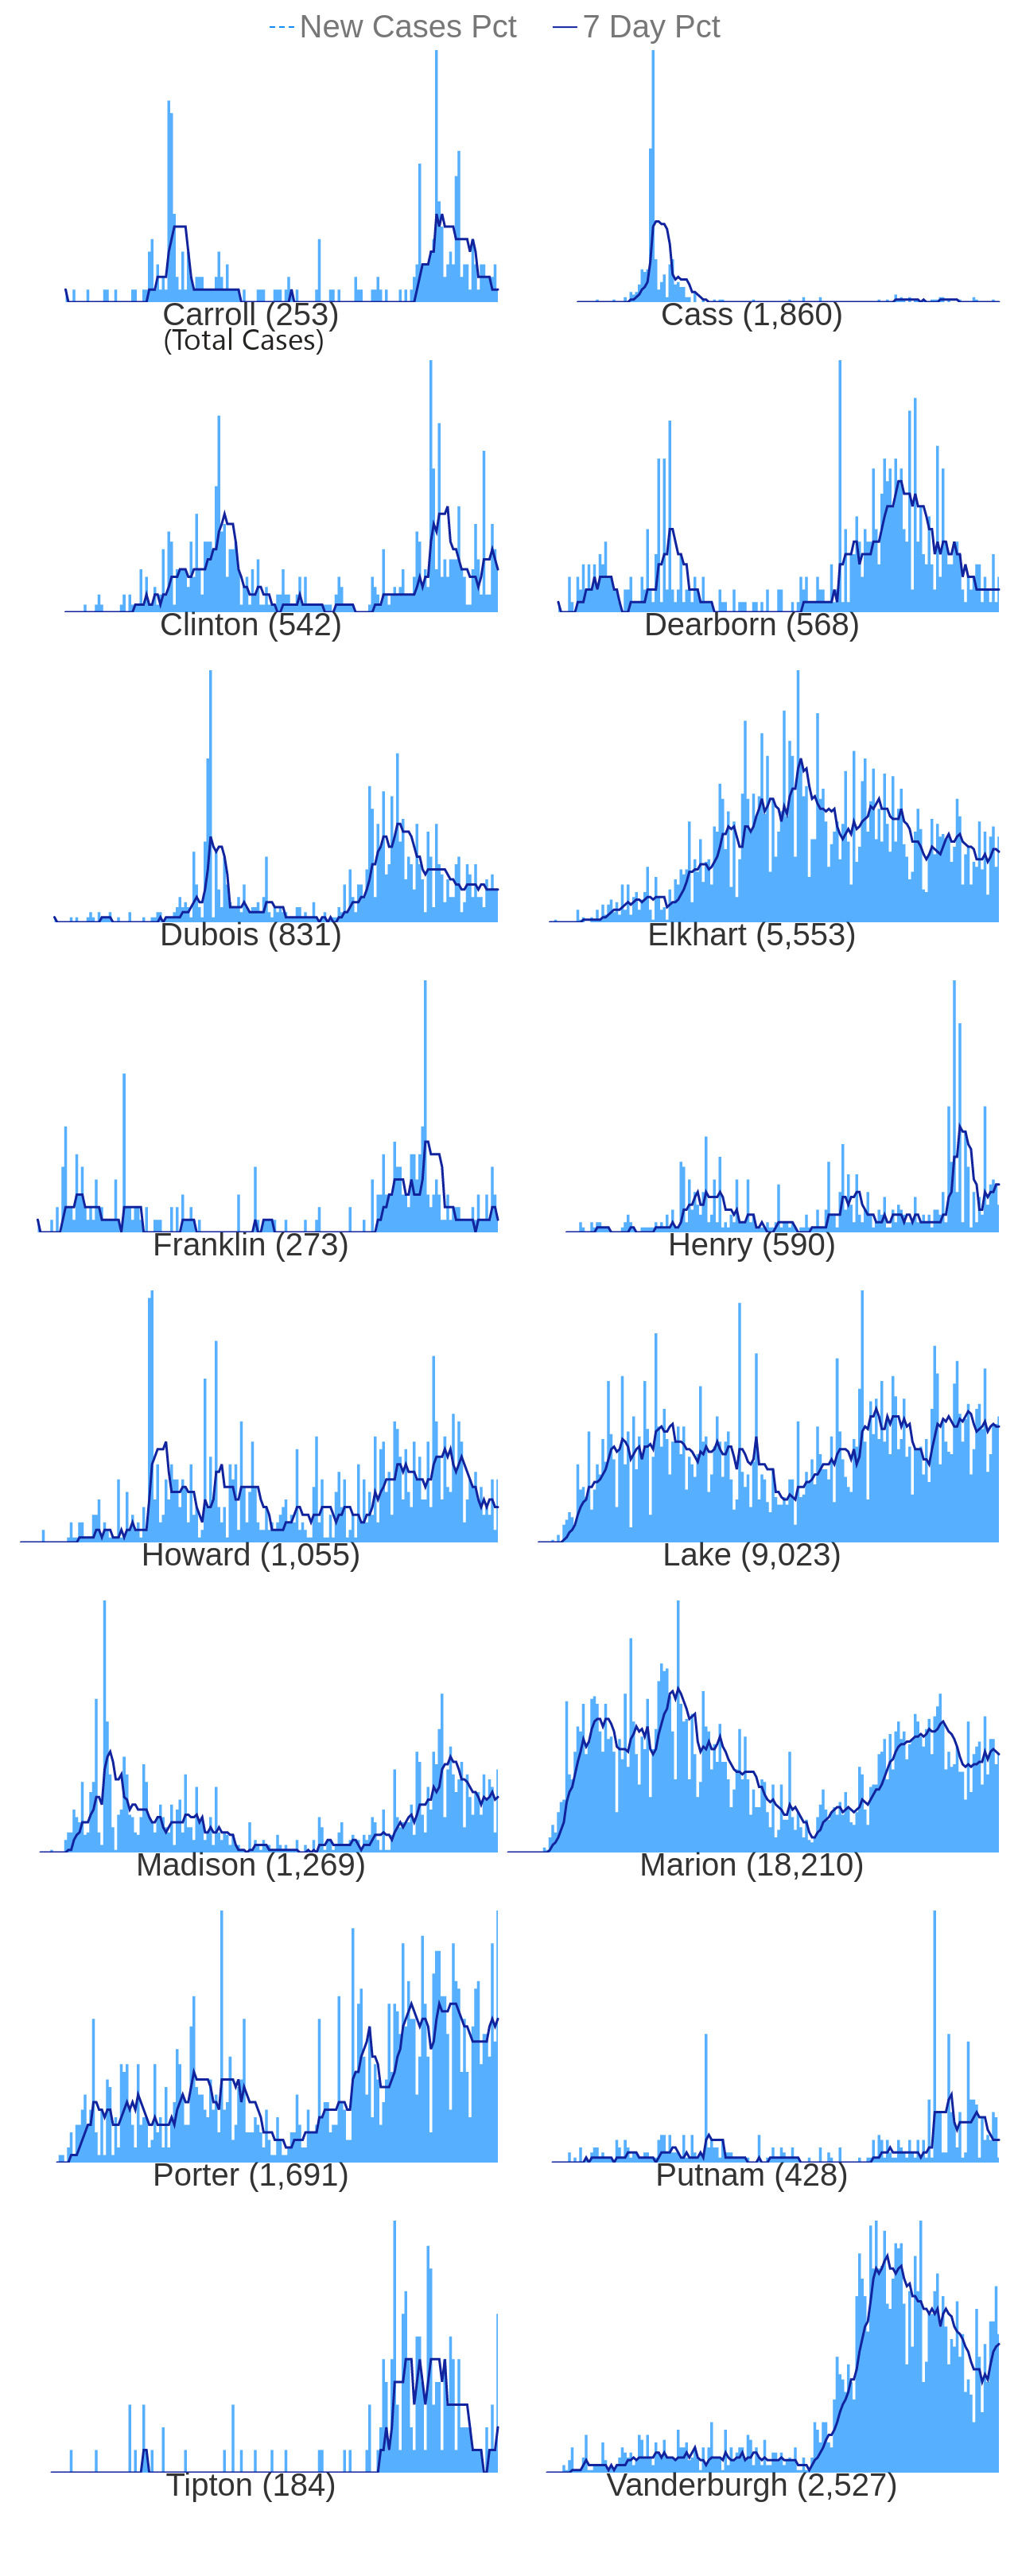 New Cases Pct 7 Day Pct
Carroll (253) Cass (1,860)
(Total Cases)
Clinton (542) Dearborn (568)
Dubois (831) Elkhart (5,553)
Franklin (273) Henry (590)
Howard (1,055) Lake (9,023)
Madison (1,269) Marion (18,210)
Porter (1,691) Putnam (428)
Tipton (184) Vanderburgh (2,527)